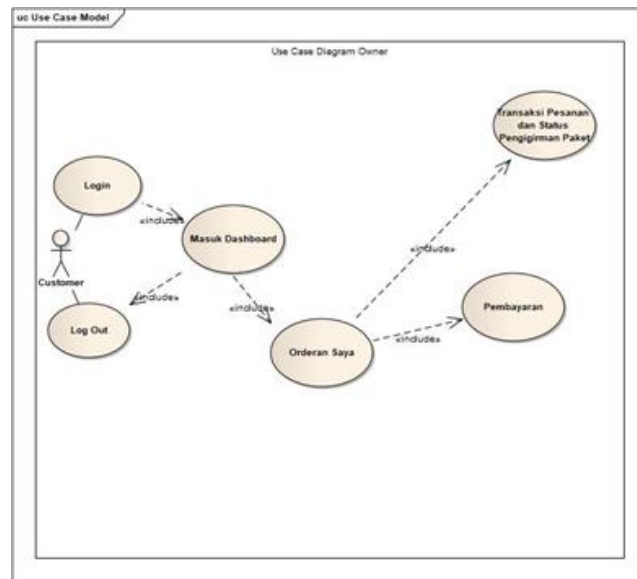 uc Use Case Model
Use Case Diagram Owner
Transaksi Pesanan
dan Status
Pengigirman Paket
Login
«include»
Masuk Dashboard
«include»
Customer
«include»
«include»
Pembayaran
Log Out
«include»
Orderan Saya